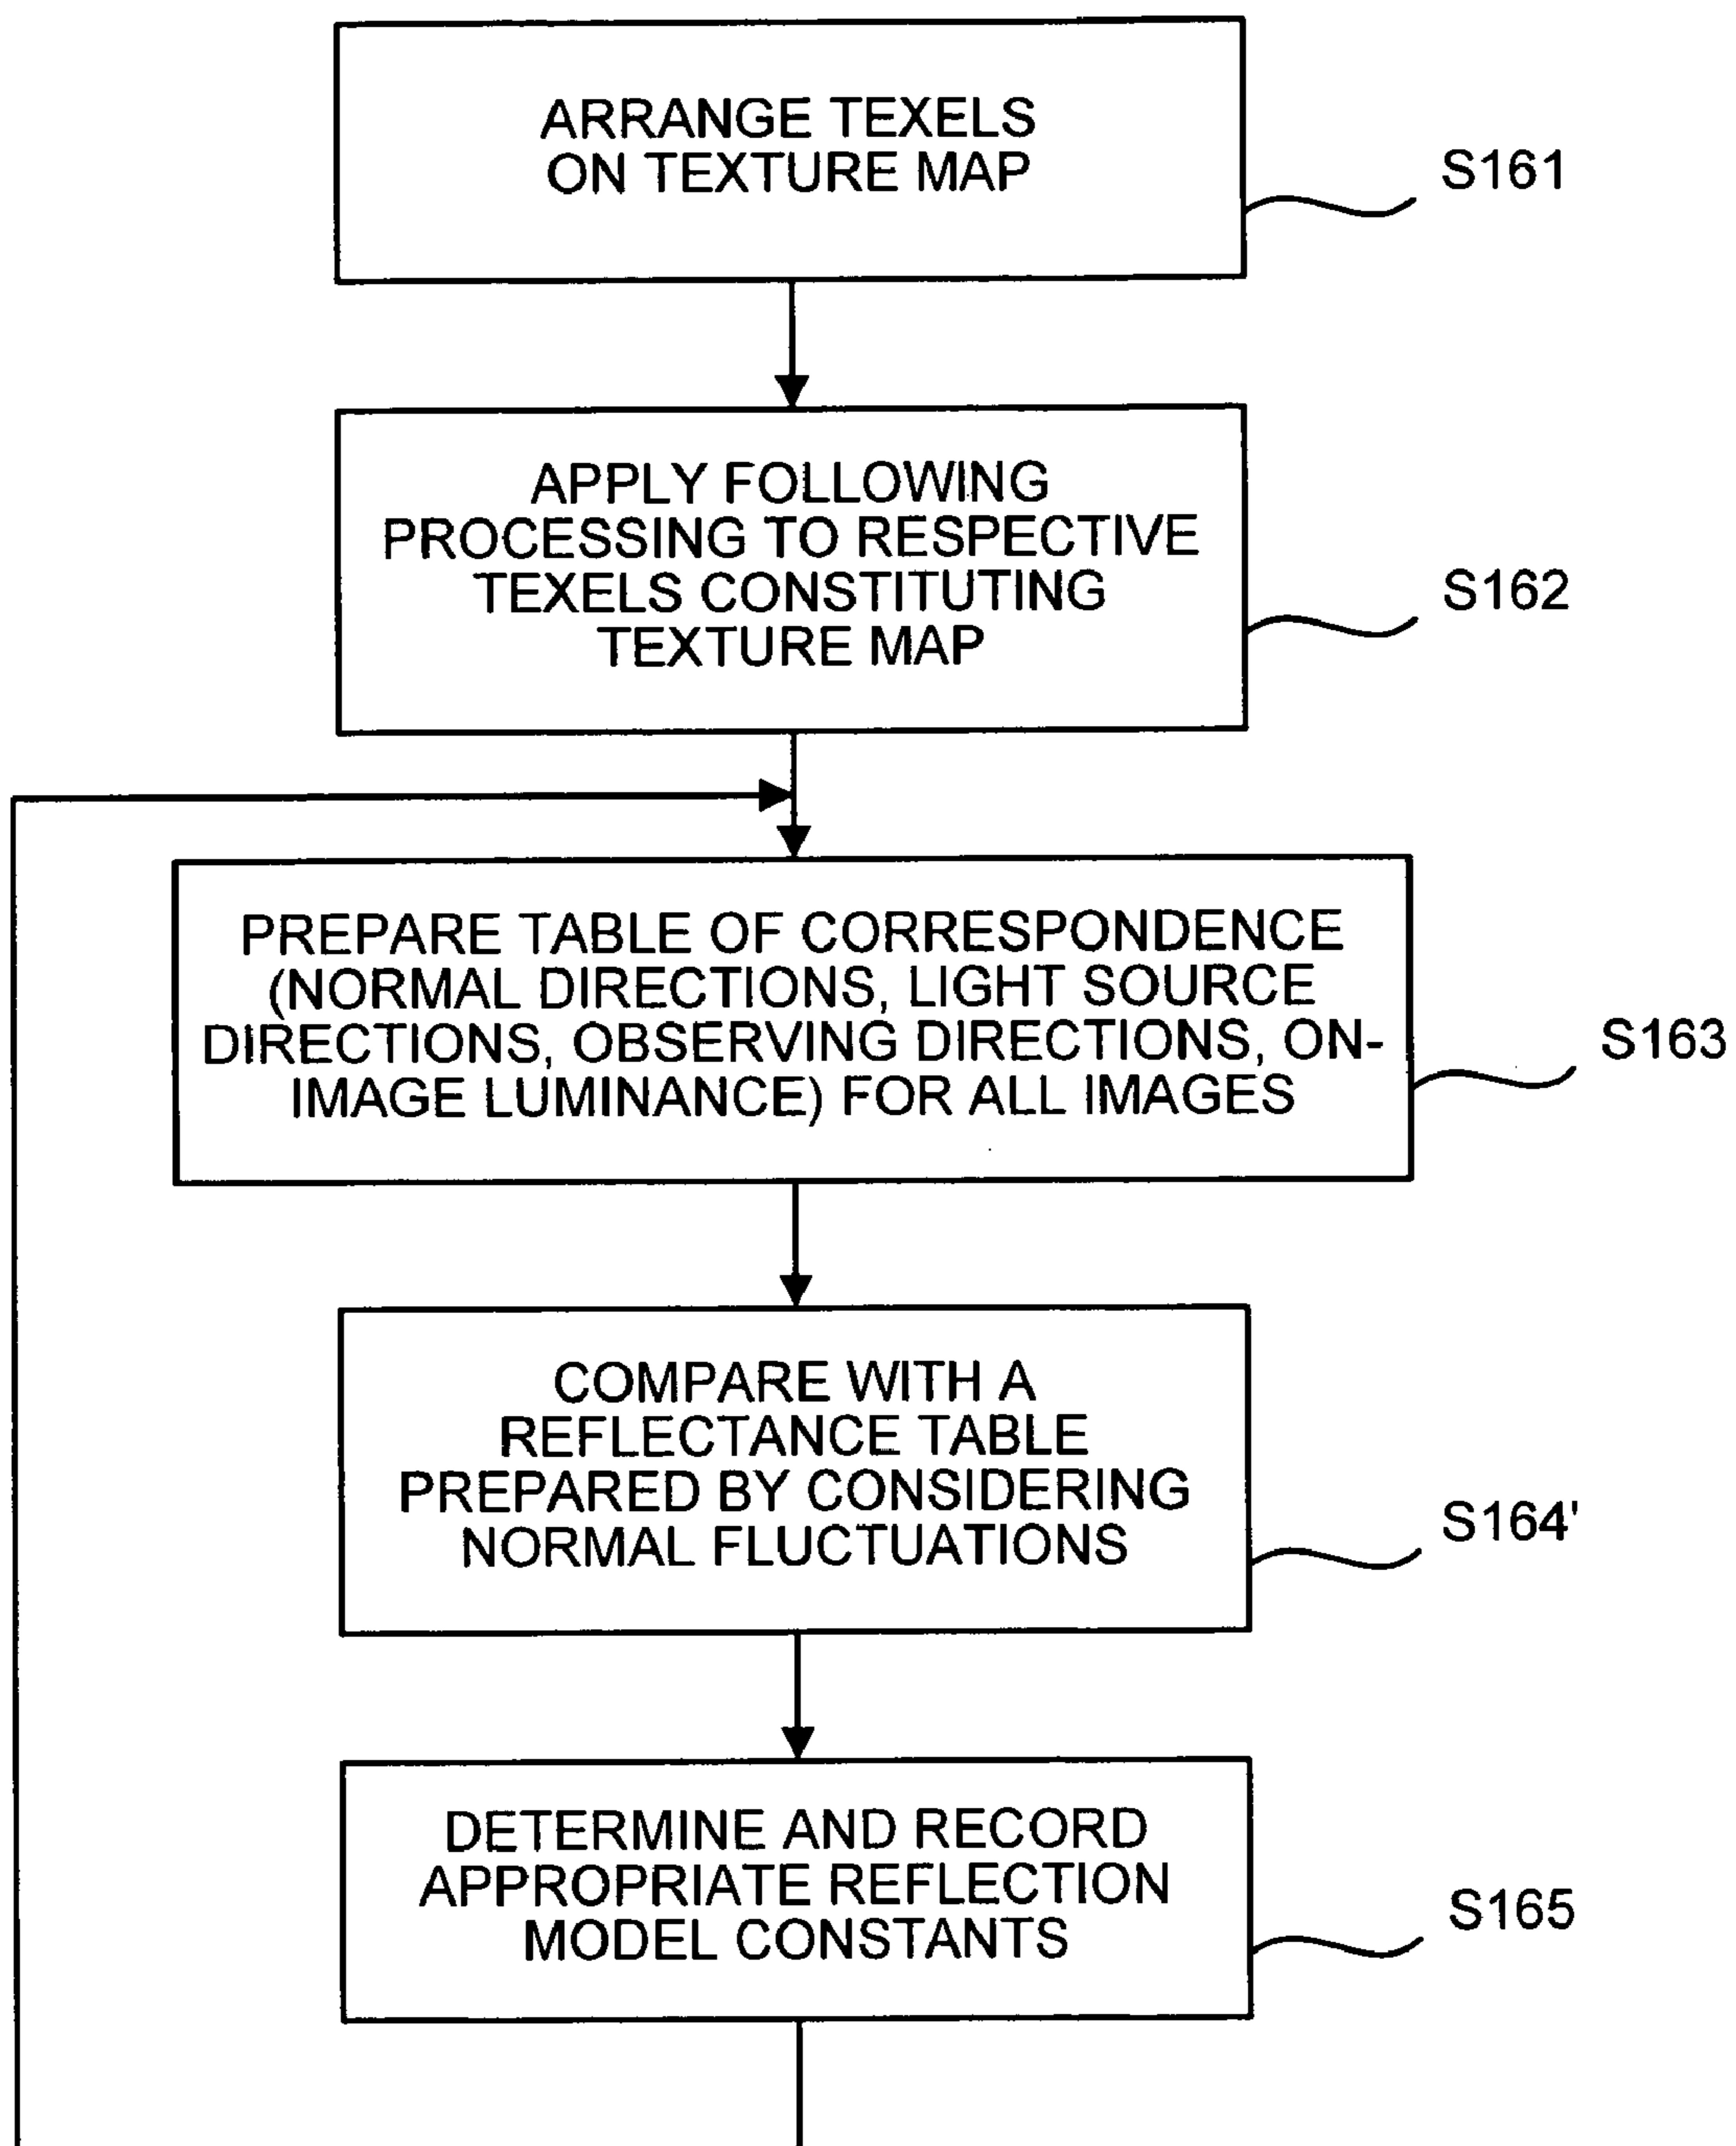 ARRANGE TEXELS
ON TEXTURE MAP
S161
APPLY FOLLOWING
PROCESSING TO RESPECTIVE
TEXELS CONSTITUTING
TEXTURE MAP
S162
PREPARE TABLE OF CORRESPONDENCE
(NORMAL DIRECTIONS, LIGHT SOURCE
DIRECTIONS, OBSERVING DIRECTIONS, ON-
IMAGE LUMINANCE) FOR ALL IMAGES
S163
COMPARE WITH A
REFLECTANCE TABLE
PREPARED BY CONSIDERING
NORMAL FLUCTUATIONS
S164'
DETERMINE AND RECORD
APPROPRIATE REFLECTION
MODEL CONSTANTS
S165